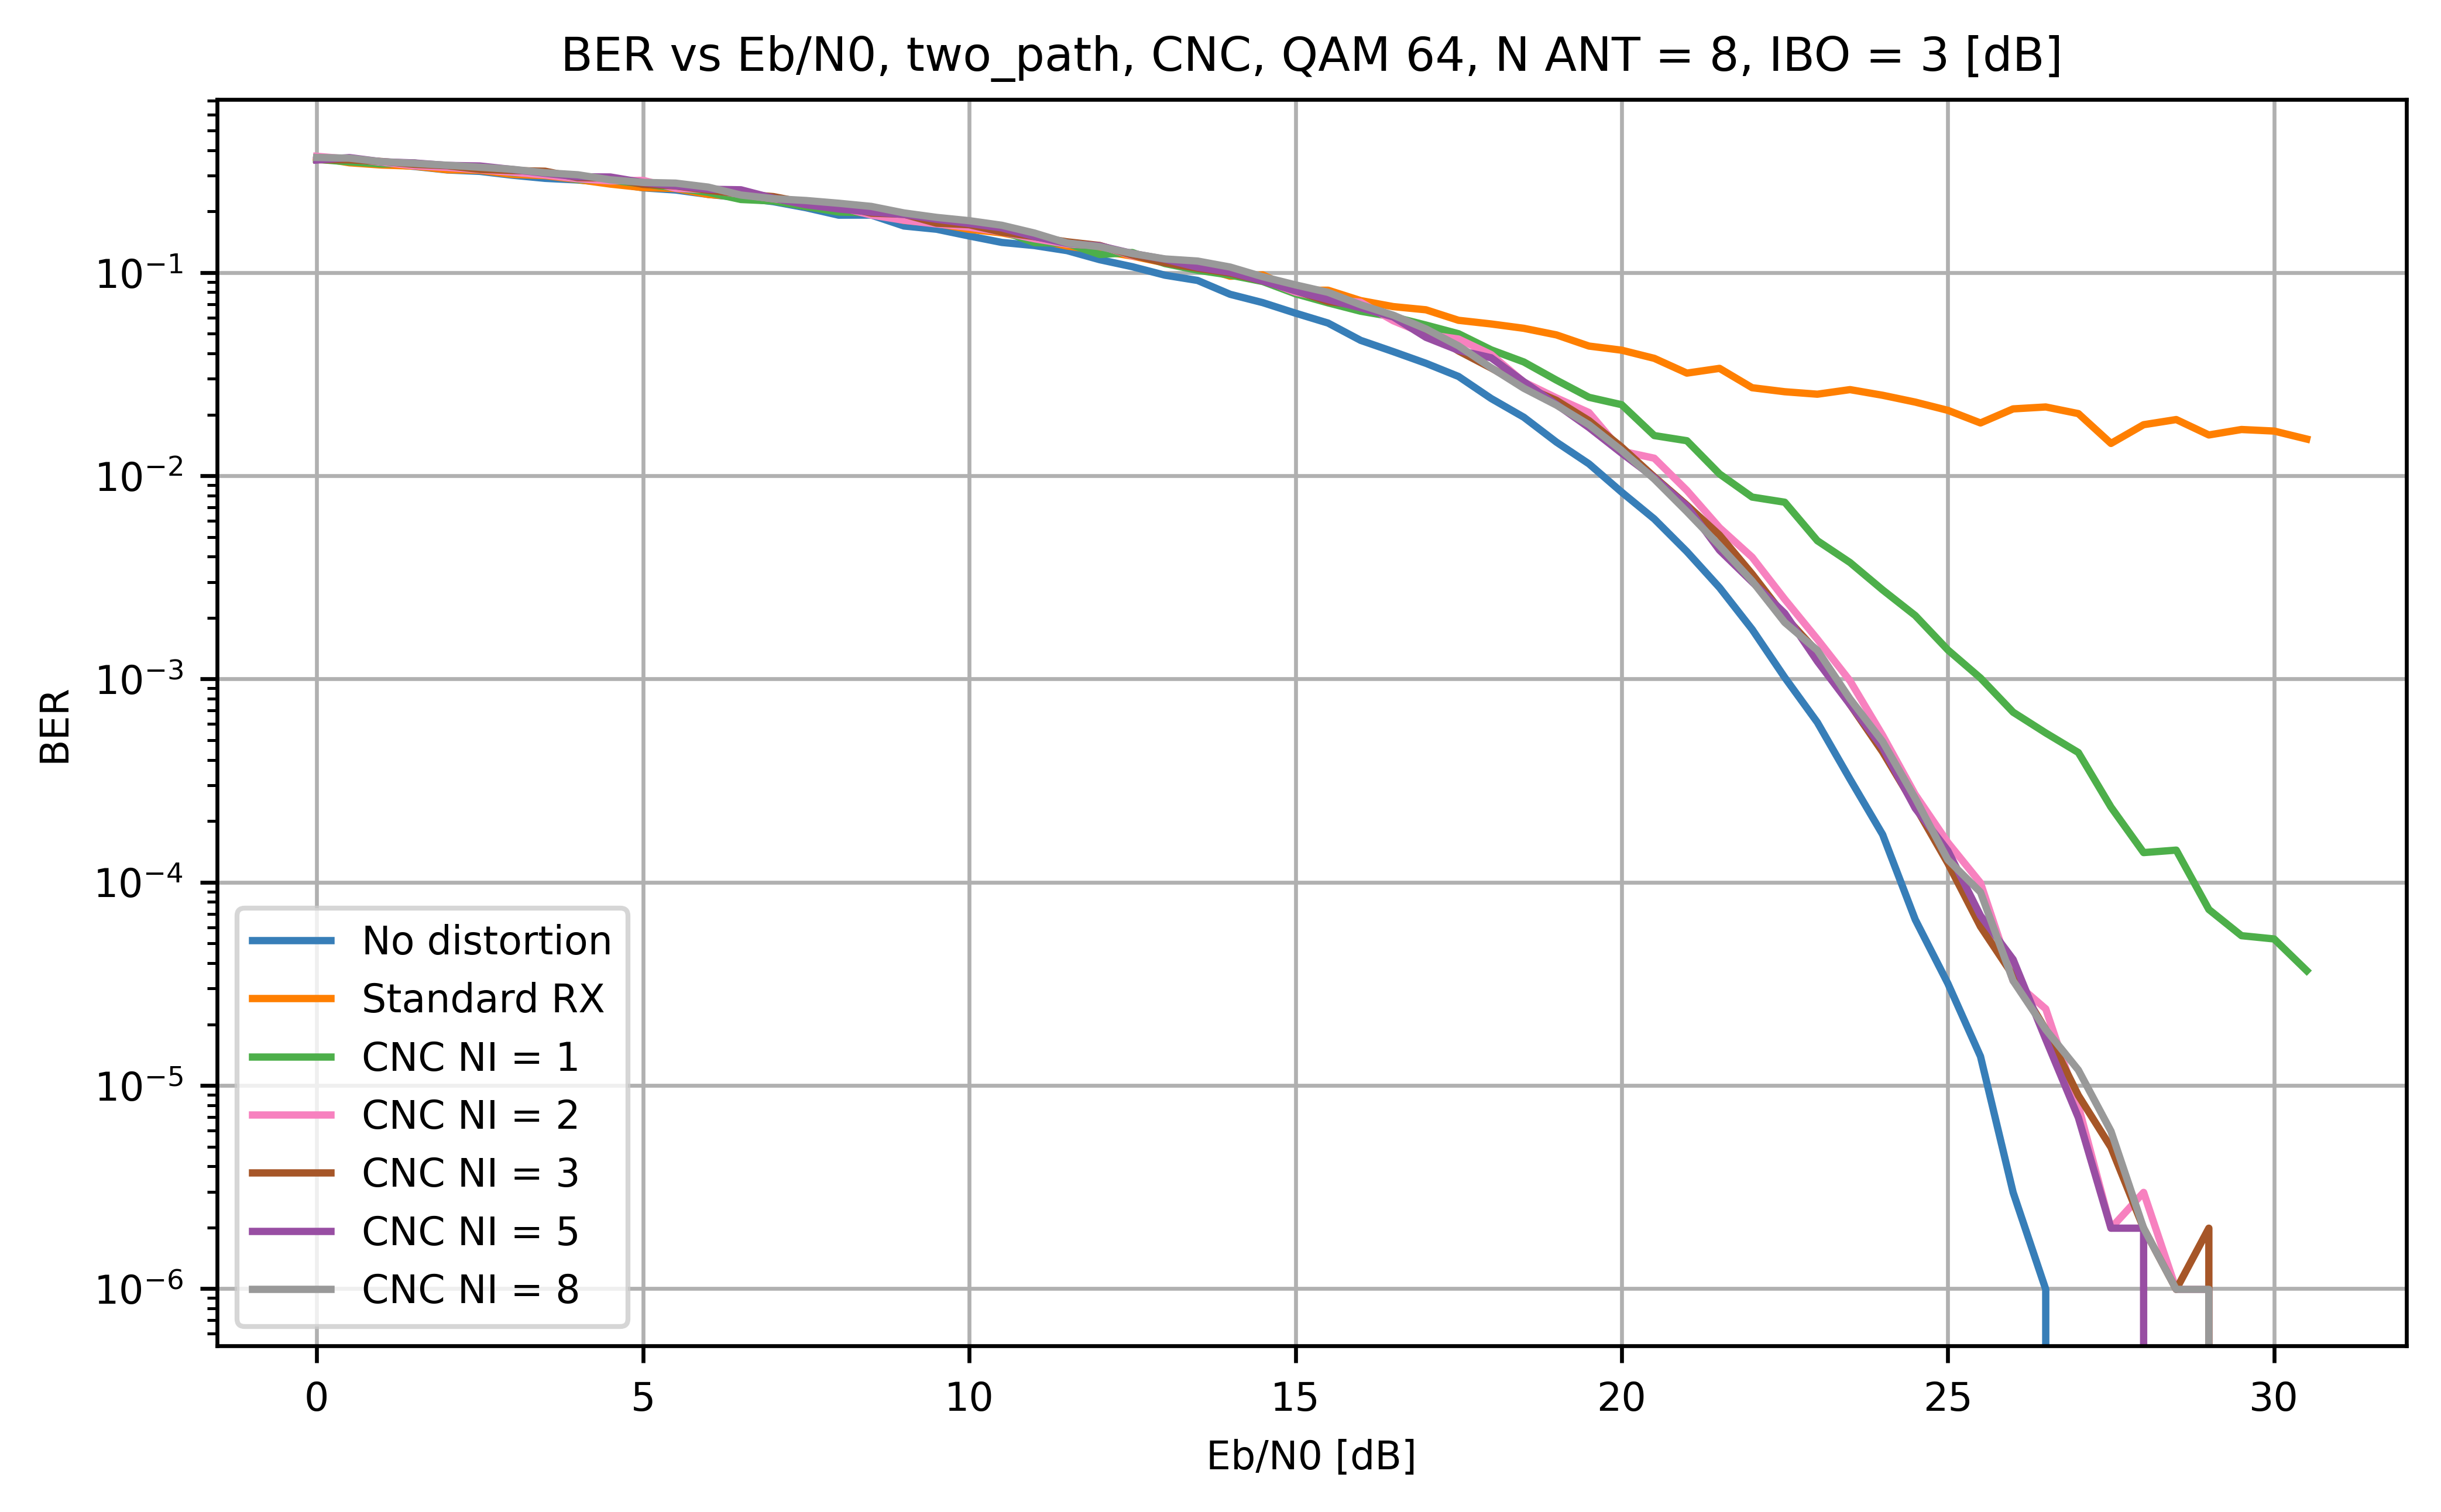 BER vs Eb/N0, two_path, CNC, QAM 64, N ANT = 8, IBO = 3 [dB]
10⁻¹
10⁻²
10⁻³
10⁻⁴
10⁻⁵
10⁻⁶
BER
No distortion
Standard RX
CNC NI = 1
CNC NI = 2
CNC NI = 3
CNC NI = 5
CNC NI = 8
0 5 10 15 20 25 30
Eb/N0 [dB]